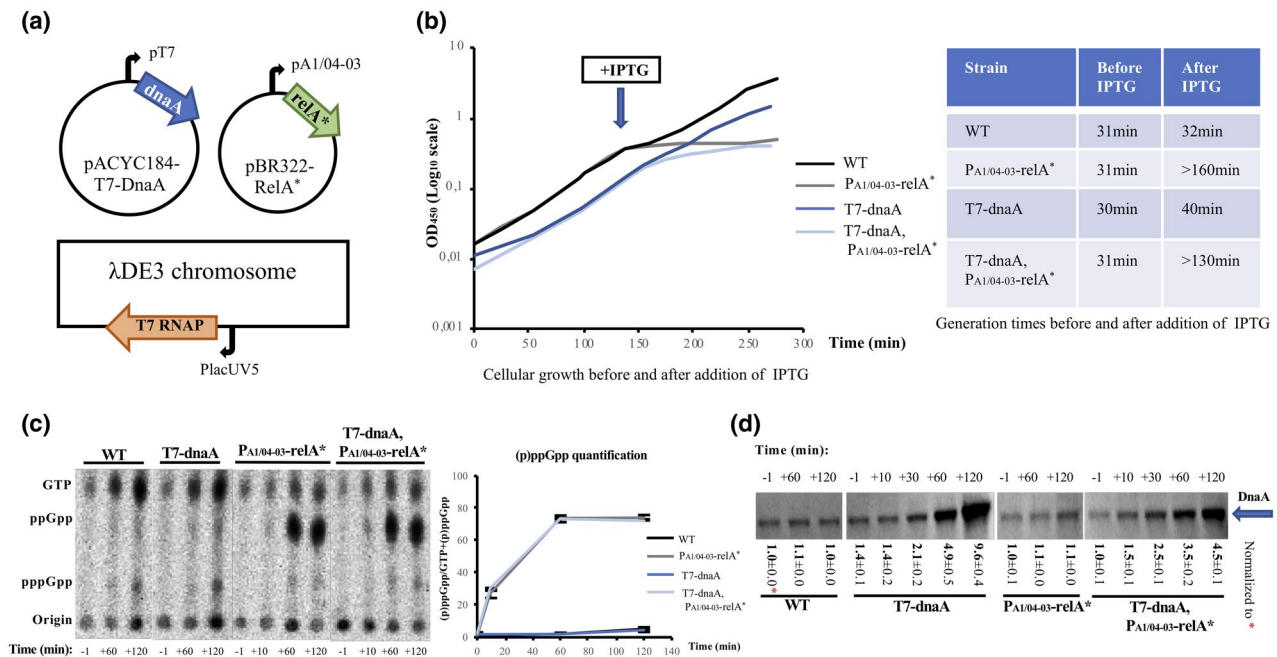 (a)
pT7
dnaA
pACYC184-
T7-DnaA
pA1/04-03
relA*
pBR322-
RelA*
λDE3 chromosome
T7 RNAP
PlacUV5
(b)
OD450 (Log10 scale)
10
1
0,1
0,01
0,001
+IPTG
0
50
100
150
200
250
300
Time (min)
WT
PA1/04-03-relA*
T7-dnaA
T7-dnaA,
PA1/04-03-relA*
Cellular growth before and after addition of IPTG
Strain Before IPTG After IPTG
WT 31min 32min
PA1/04-03-relA* 31min >160min
T7-dnaA 30min 40min
T7-dnaA, PA1/04-03-relA* 31min >130min
Generation times before and after addition of IPTG
(c)
WT T7-dnaA PA1/04-03-relA* T7-dnaA, PA1/04-03-relA*
GTP
ppGpp
pppGpp
Origin
Time (min): -1 +60 +120 -1 +60 +120 -1 +10 +60 +120 -1 +10 +60 +120
(p)ppGpp quantification
(p)ppGpp/GTP+(p)ppGpp
100
80
60
40
20
0
0 20 40 60 80 100 120 140
Time (min)
WT
PA1/04-03-relA*
T7-dnaA
T7-dnaA,
PA1/04-03-relA*
(d)
Time (min):
-1 +60 +120 -1 +10 +30 +60 +120 -1 +60 +120 -1 +10 +30 +60 +120
DnaA
1.0±0.0 1.1±0.0 1.0±0.0 1.4±0.1 1.4±0.2 2.1±0.2 4.9±0.5 9.6±0.4 1.0±0.1 1.1±0.0 1.1±0.0 1.0±0.1 1.5±0.1 2.5±0.1 3.5±0.2 4.5±0.1
*
WT T7-dnaA PA1/04-03-relA* T7-dnaA,
PA1/04-03-relA*
Normalized to *